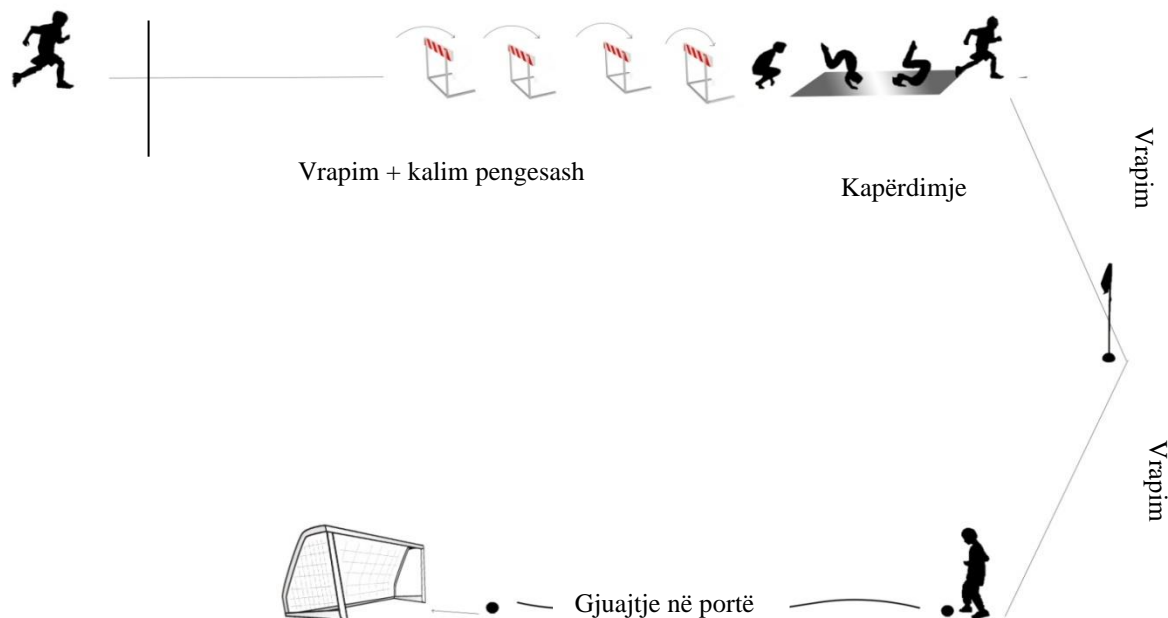 Vrapim + kalim pengesash
Kapërdimje
Vrapim
Vrapim
Gjuajtje në portë